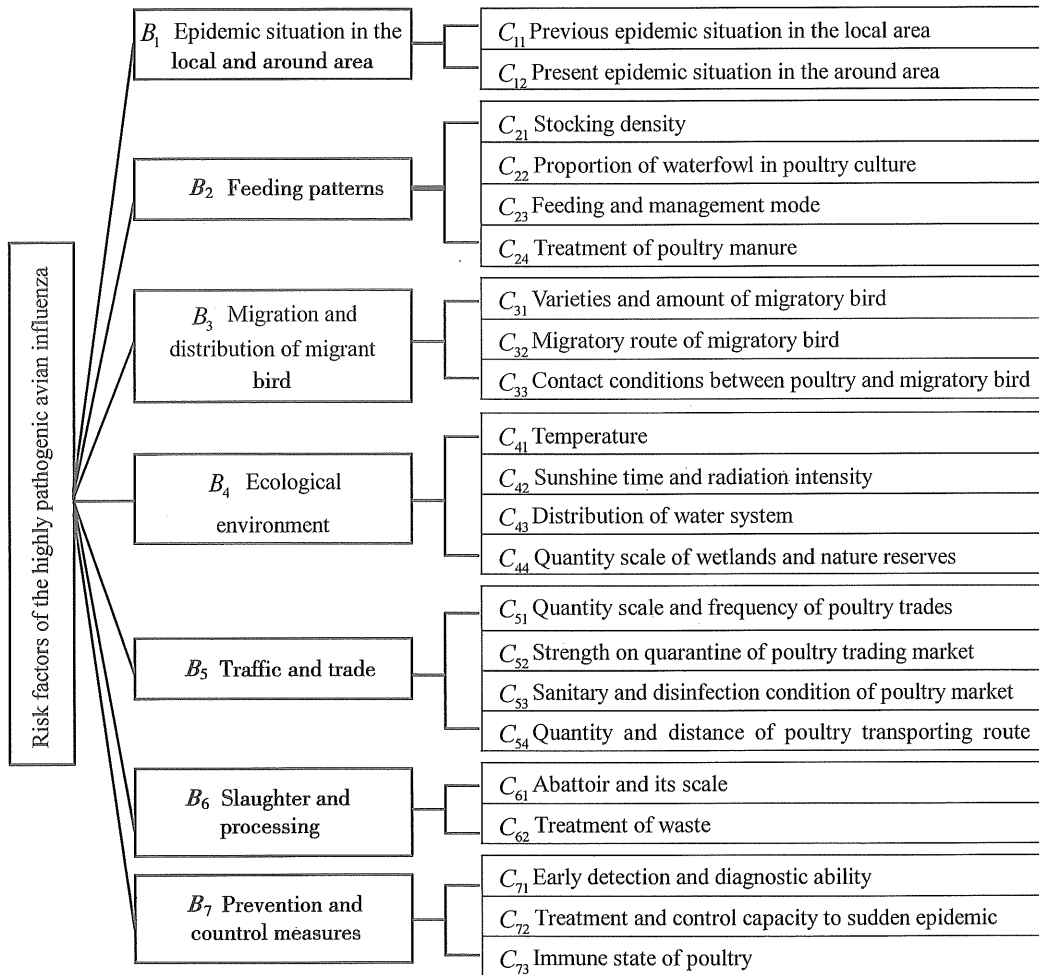 Risk factors of the highly pathogenic avian influenza
B₁ Epidemic situation in the
local and around area
C₁₁ Previous epidemic situation in the local area
C₁₂ Present epidemic situation in the around area
B₂ Feeding patterns
C₂₁ Stocking density
C₂₂ Proportion of waterfowl in poultry culture
C₂₃ Feeding and management mode
C₂₄ Treatment of poultry manure
B₃ Migration and
distribution of migrant
bird
C₃₁ Varieties and amount of migratory bird
C₃₂ Migratory route of migratory bird
C₃₃ Contact conditions between poultry and migratory bird
B₄ Ecological
environment
C₄₁ Temperature
C₄₂ Sunshine time and radiation intensity
C₄₃ Distribution of water system
C₄₄ Quantity scale of wetlands and nature reserves
B₅ Traffic and trade
C₅₁ Quantity scale and frequency of poultry trades
C₅₂ Strength on quarantine of poultry trading market
C₅₃ Sanitary and disinfection condition of poultry market
C₅₄ Quantity and distance of poultry transporting route
B₆ Slaughter and
processing
C₆₁ Abattoir and its scale
C₆₂ Treatment of waste
B₇ Prevention and
countrol measures
C₇₁ Early detection and diagnostic ability
C₇₂ Treatment and control capacity to sudden epidemic
C₇₃ Immune state of poultry